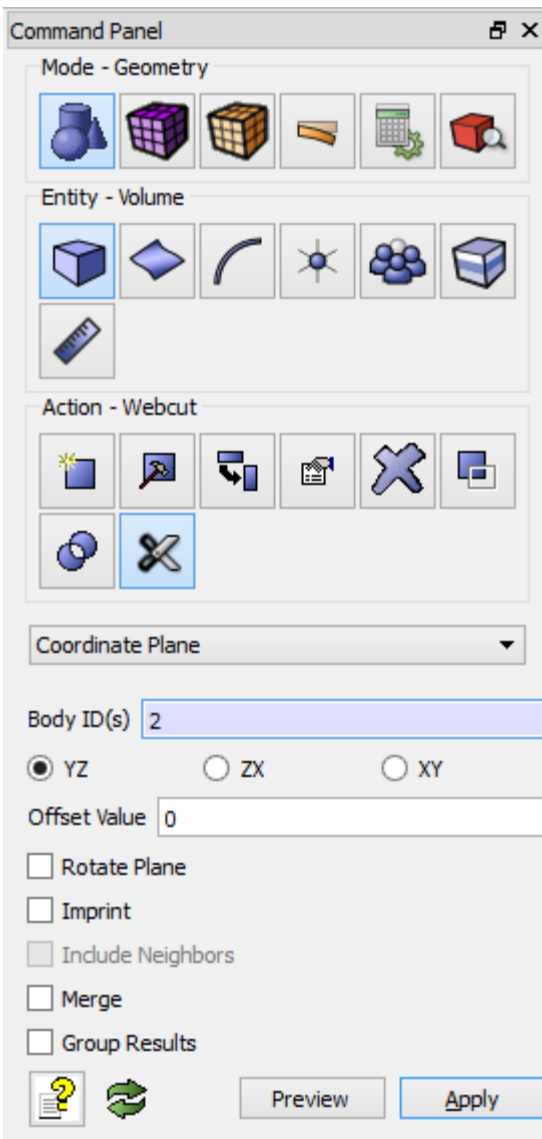 Command Panel
Mode - Geometry
Entity - Volume
Action - Webcut
Coordinate Plane
Body ID(s) 2
YZ ZX XY
Offset Value 0
Rotate Plane
Imprint
Include Neighbors
Merge
Group Results
Preview Apply